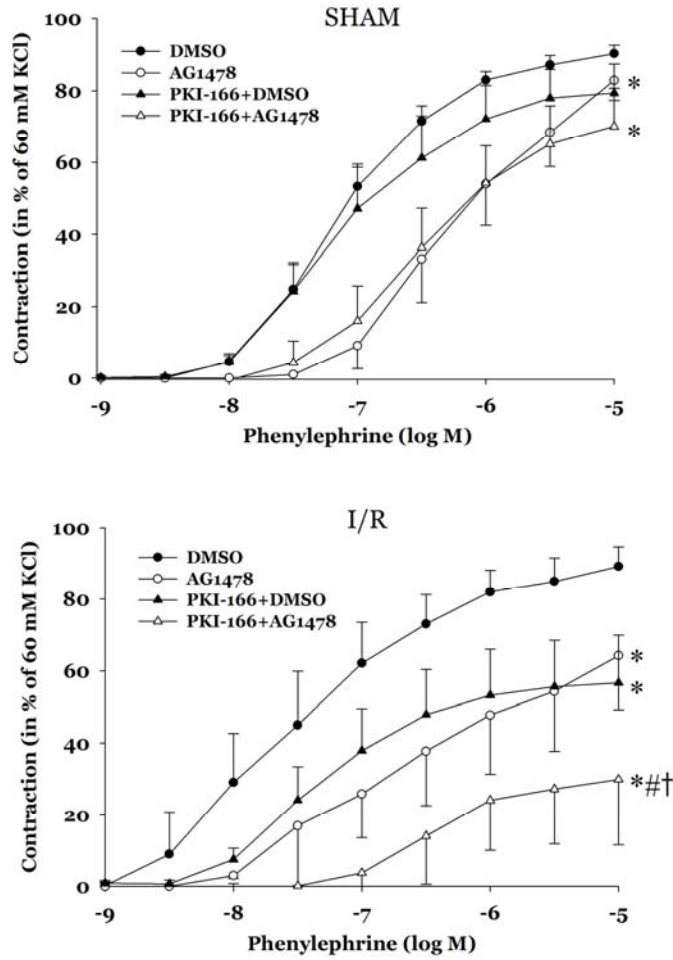 SHAM
DMSO
AG1478
PKI-166+DMSO
PKI-166+AG1478
Contraction (in % of 60 mM KCl)
100
80
60
40
20
0
*
*
-9 -8 -7 -6 -5
Phenylephrine (log M)
I/R
DMSO
AG1478
PKI-166+DMSO
PKI-166+AG1478
Contraction (in % of 60 mM KCl)
100
80
60
40
20
0
*
*
*#†
-9 -8 -7 -6 -5
Phenylephrine (log M)